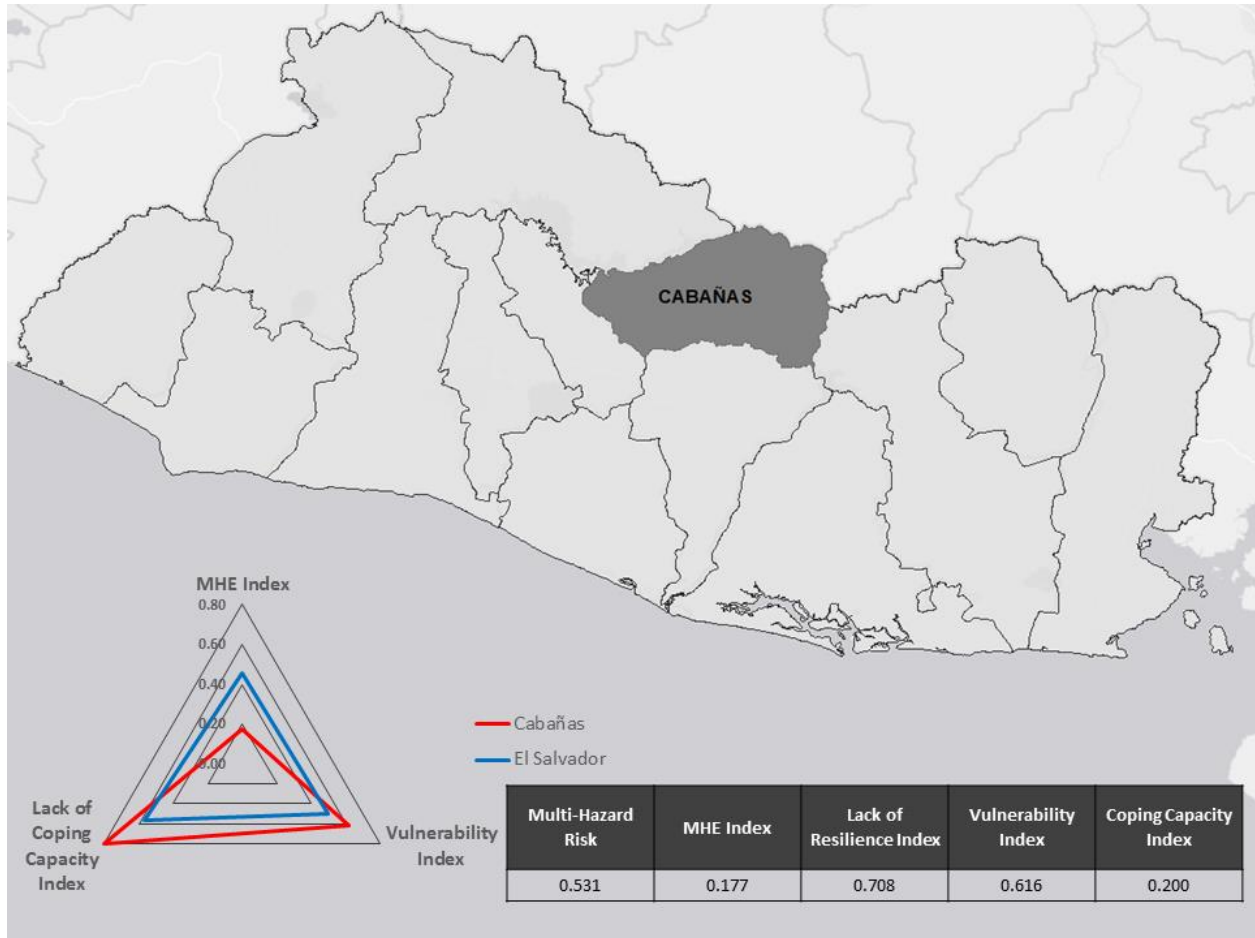 CABAÑAS
MHE Index
0.80
0.60
0.40
0.20
0.00
Lack of
Coping
Capacity
Index
Vulnerability
Index
Cabañas
El Salvador
Multi-Hazard
Risk
MHE Index
Lack of
Resilience Index
Vulnerability
Index
Coping Capacity
Index
0.531
0.177
0.708
0.616
0.200